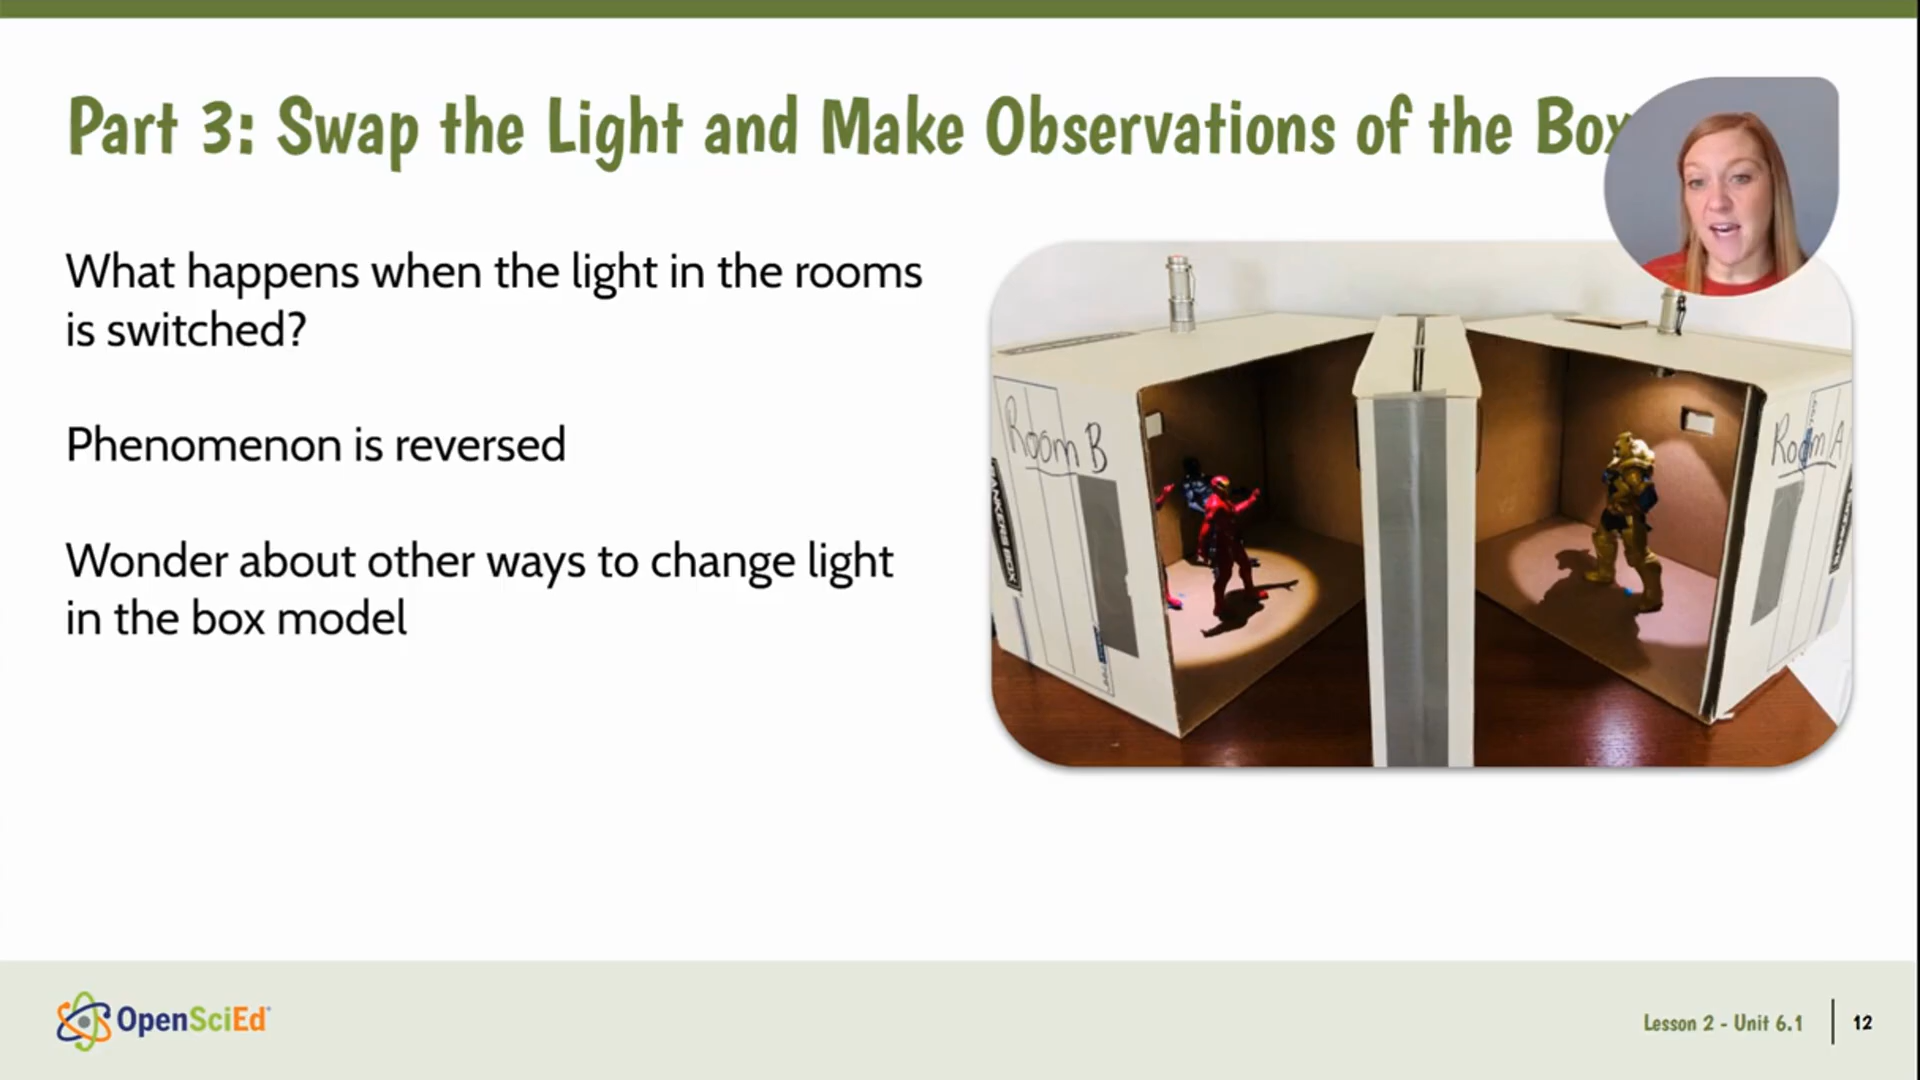 Part 3: Swap the Light and Make Observations of the Box
What happens when the light in the rooms
is switched?
Phenomenon is reversed
Wonder about other ways to change light
in the box model
Room B
Room A
OpenSciEd
Lesson 2 - Unit 6.1
12